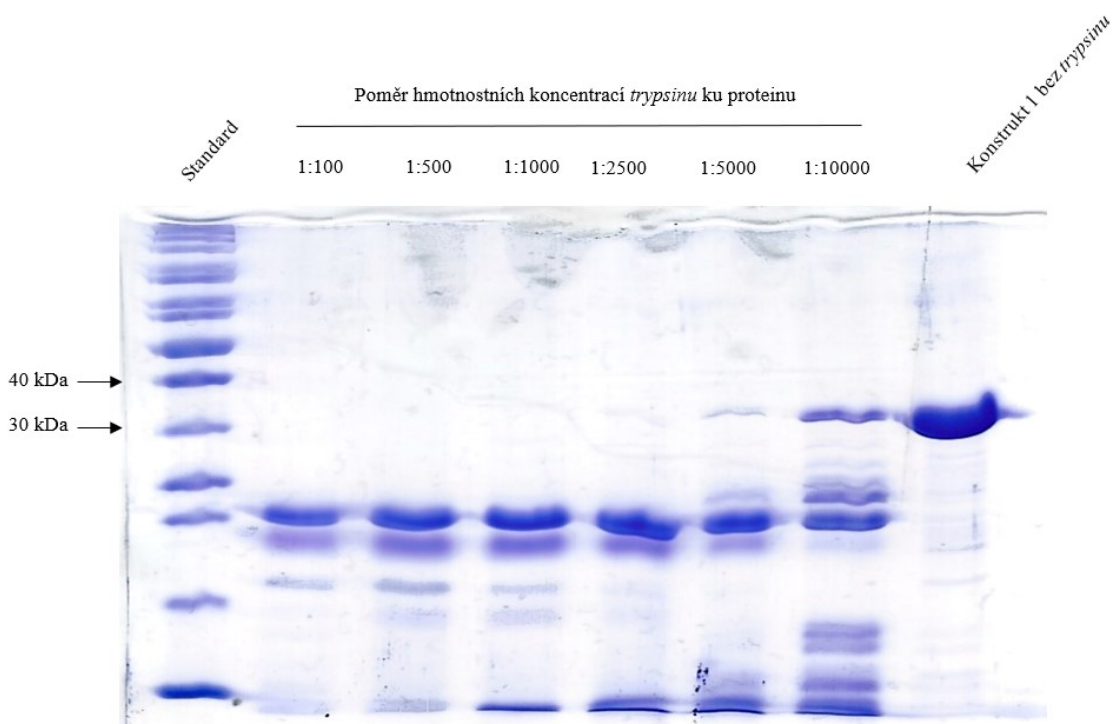 Poměr hmotnostních koncentrací trypsinu ku proteinu
Standard
1:100
1:500
1:1000
1:2500
1:5000
1:10000
Konstrukt 1 bez trypsinu
40 kDa
30 kDa